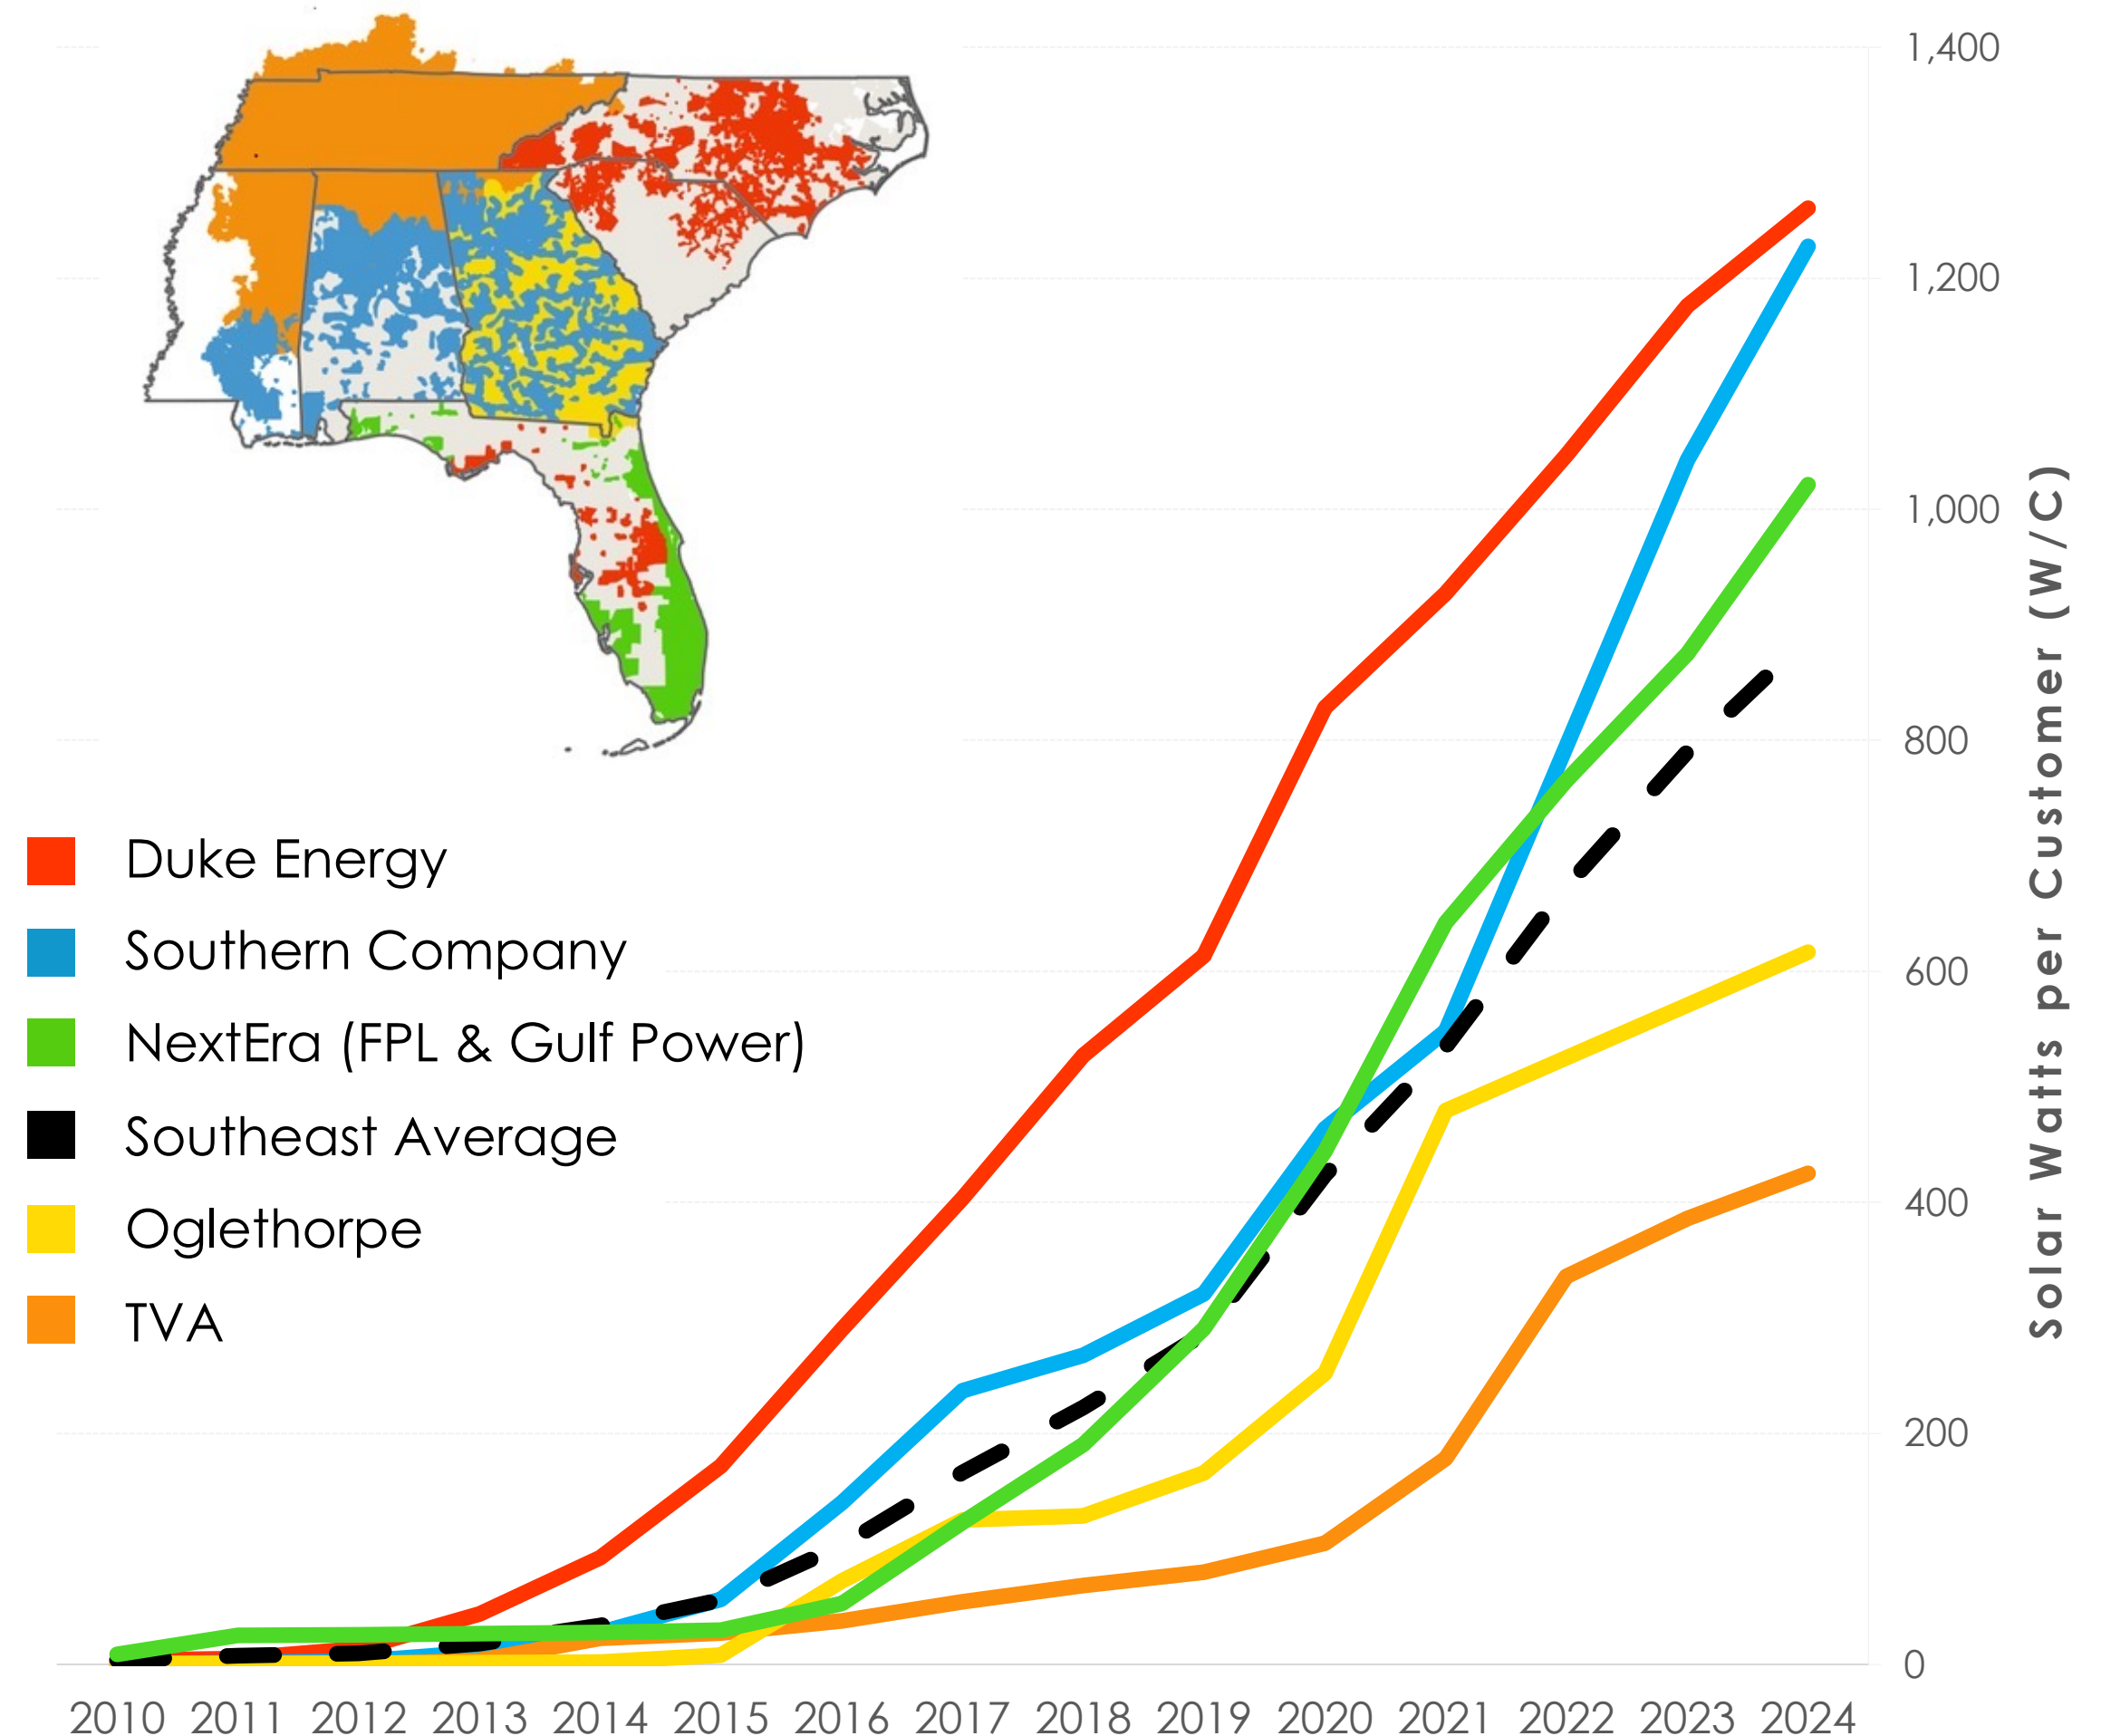 1,400
1,200
1,000
800
600
400
200
0
Solar Watts per Customer (W/C)
Duke Energy
Southern Company
NextEra (FPL & Gulf Power)
Southeast Average
Oglethorpe
TVA
2010 2011 2012 2013 2014 2015 2016 2017 2018 2019 2020 2021 2022 2023 2024